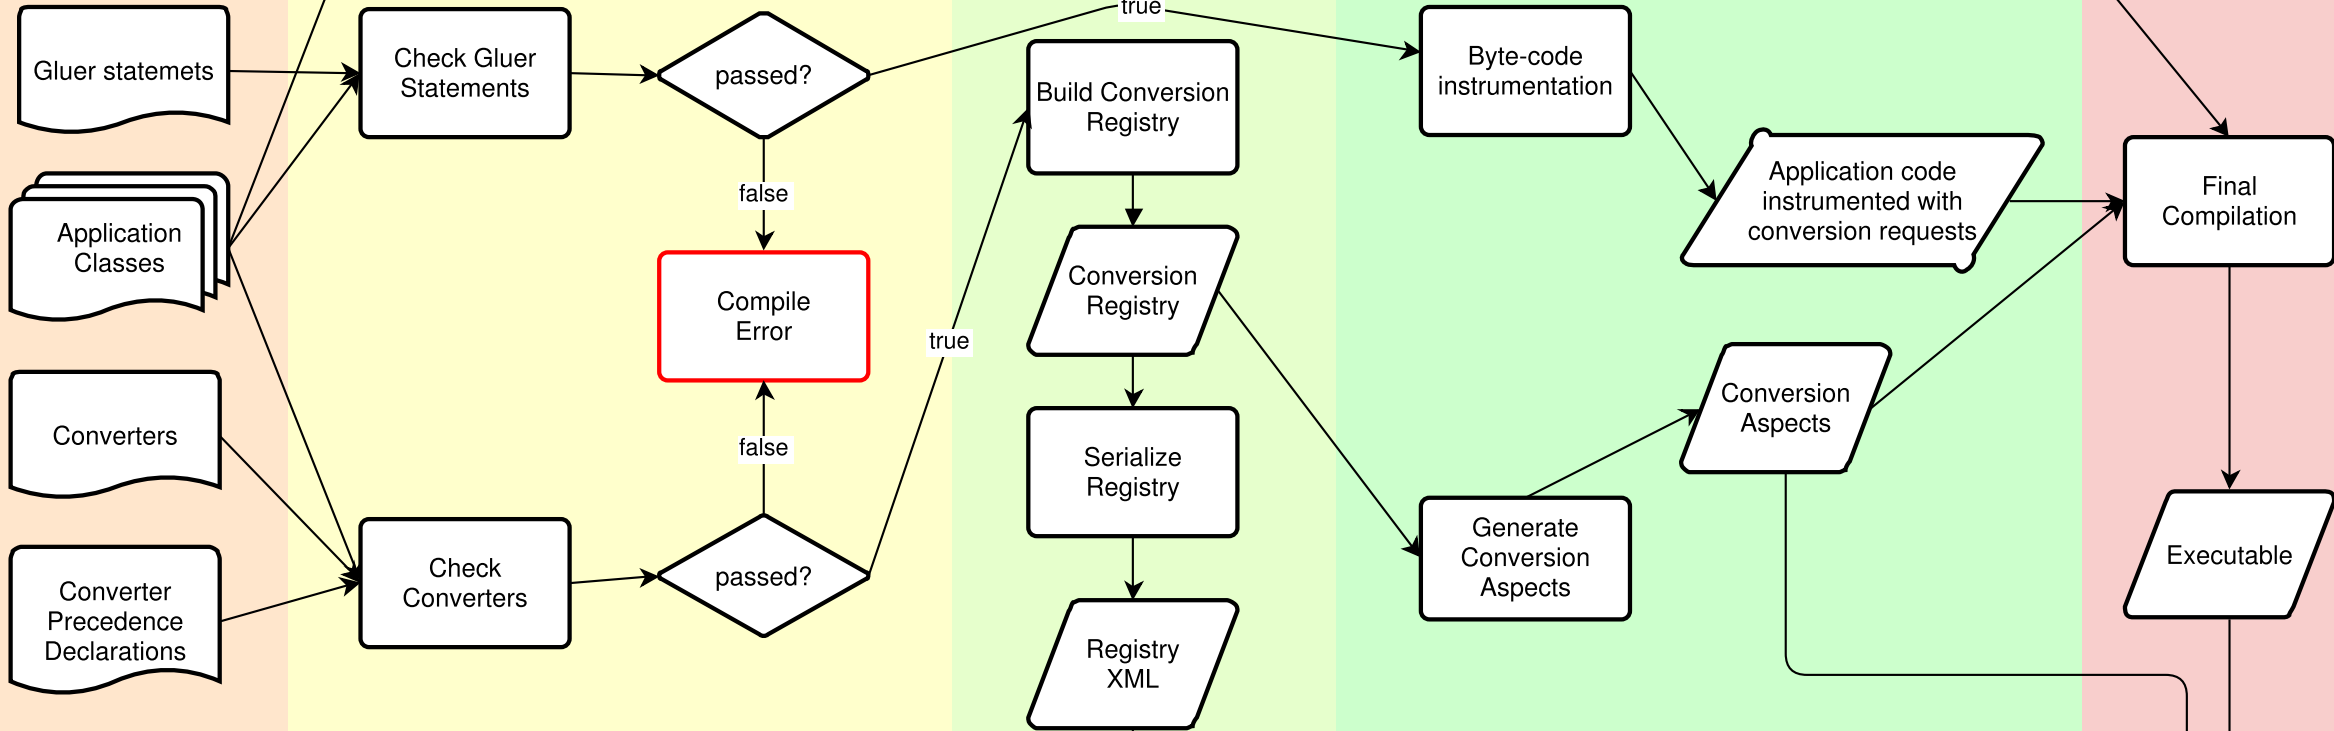 Gluer statemets
Application
Classes
Converters
Converter
Precedence
Declarations
Check Gluer
Statements
passed?
true
false
Compile
Error
false
Check
Converters
passed?
true
Build Conversion
Registry
Conversion
Registry
Serialize
Registry
Registry
XML
Byte-code
instrumentation
Application code
instrumented with
conversion requests
Conversion
Aspects
Generate
Conversion
Aspects
Final
Compilation
Executable